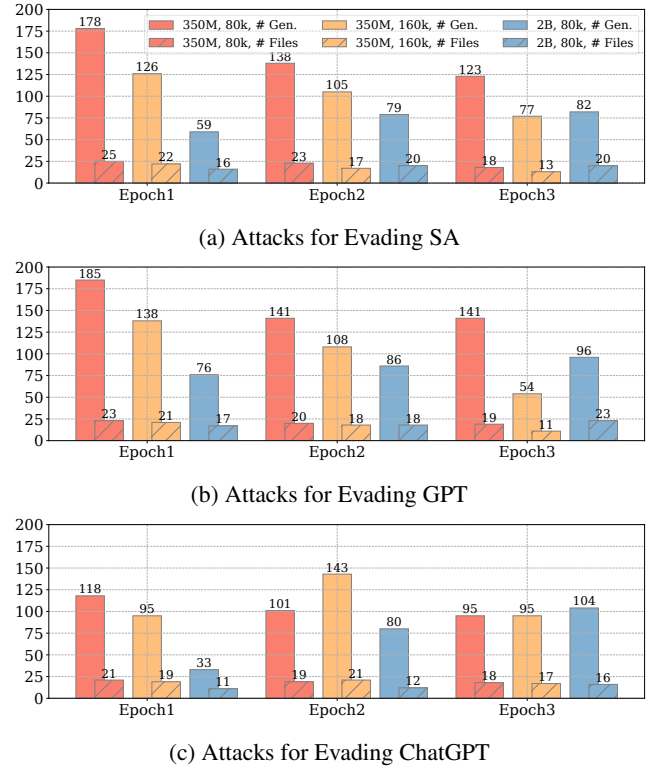 350M, 80k, # Gen. 350M, 160k, # Gen. 2B, 80k, # Gen.
350M, 80k, # Files 350M, 160k, # Files 2B, 80k, # Files
200
175
150
125
100
75
50
25
0
178 25 126 22 59 16
138 23 105 17 79 20
123 18 77 13 82 20
Epoch1 Epoch2 Epoch3
(a) Attacks for Evading SA
200
175
150
125
100
75
50
25
0
185 23 138 21 76 17
141 20 108 18 86 18
141 19 54 11 96 23
Epoch1 Epoch2 Epoch3
(b) Attacks for Evading GPT
200
175
150
125
100
75
50
25
0
118 21 95 19 33 11
101 19 143 21 80 12
95 18 95 17 104 16
Epoch1 Epoch2 Epoch3
(c) Attacks for Evading ChatGPT